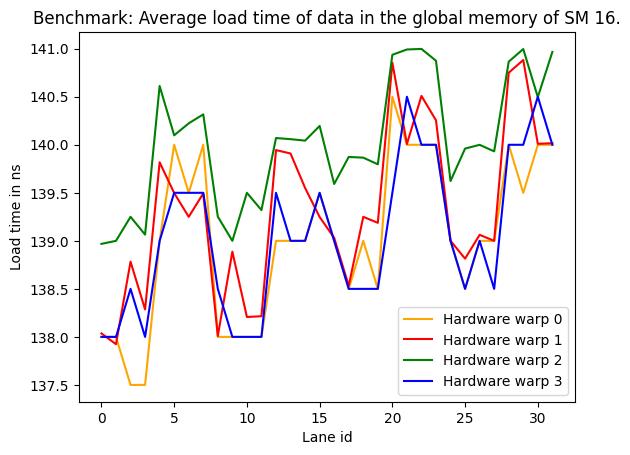 Benchmark: Average load time of data in the global memory of SM 16.
141.0
140.5
140.0
139.5
139.0
138.5
138.0
137.5
Load time in ns
0
5
10
15
20
25
30
Lane id
Hardware warp 0
Hardware warp 1
Hardware warp 2
Hardware warp 3